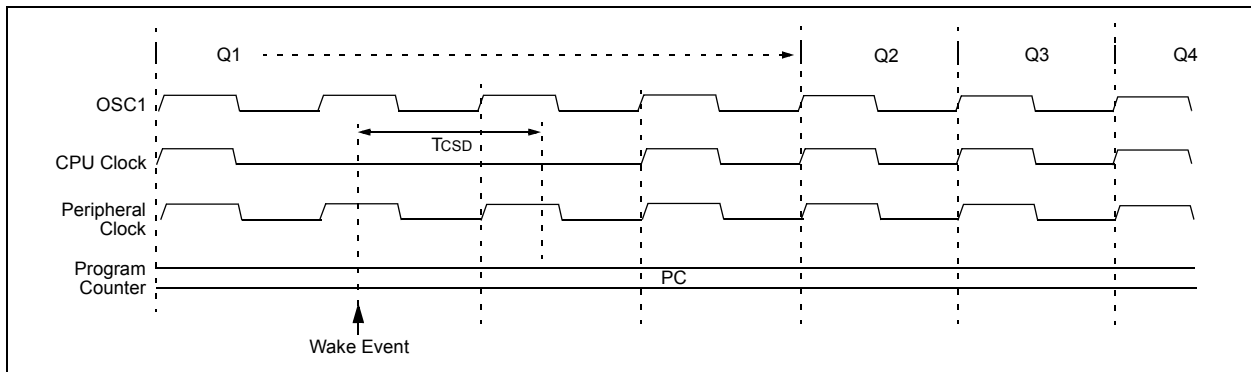 Q1 Q2 Q3 Q4
OSC1
TCSD
CPU Clock
Peripheral
Clock
Program
Counter
PC
Wake Event